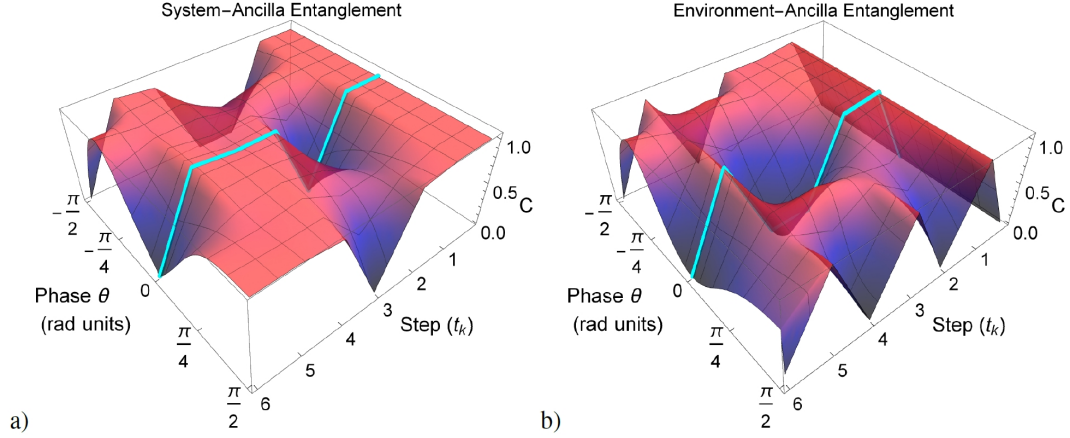 System−Ancilla Entanglement
1.0
0.5
C
0.0
1
2
3
4
5
6
Step (tk)
−π/2
−π/4
0
π/4
π/2
Phase θ
(rad units)
a)
Environment−Ancilla Entanglement
1.0
0.5
C
0.0
1
2
3
4
5
6
Step (tk)
−π/2
−π/4
0
π/4
π/2
Phase θ
(rad units)
b)